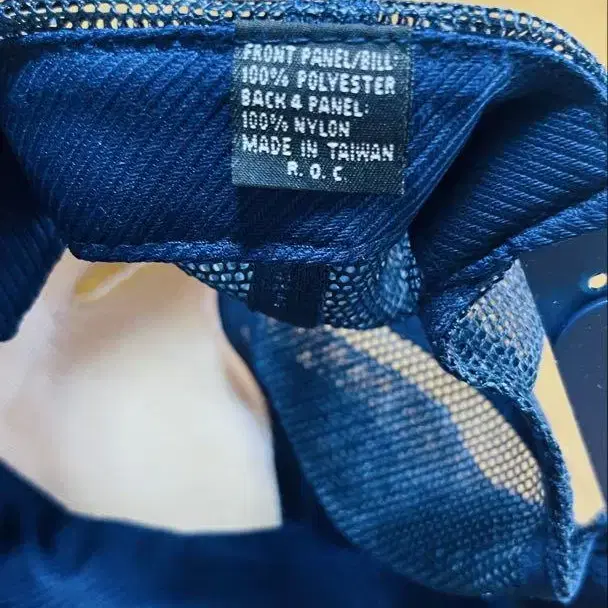 FRONT PANEL/BILL:
100% POLYESTER
BACK 4 PANEL:
100% NYLON
MADE IN TAIWAN
R. O. C.